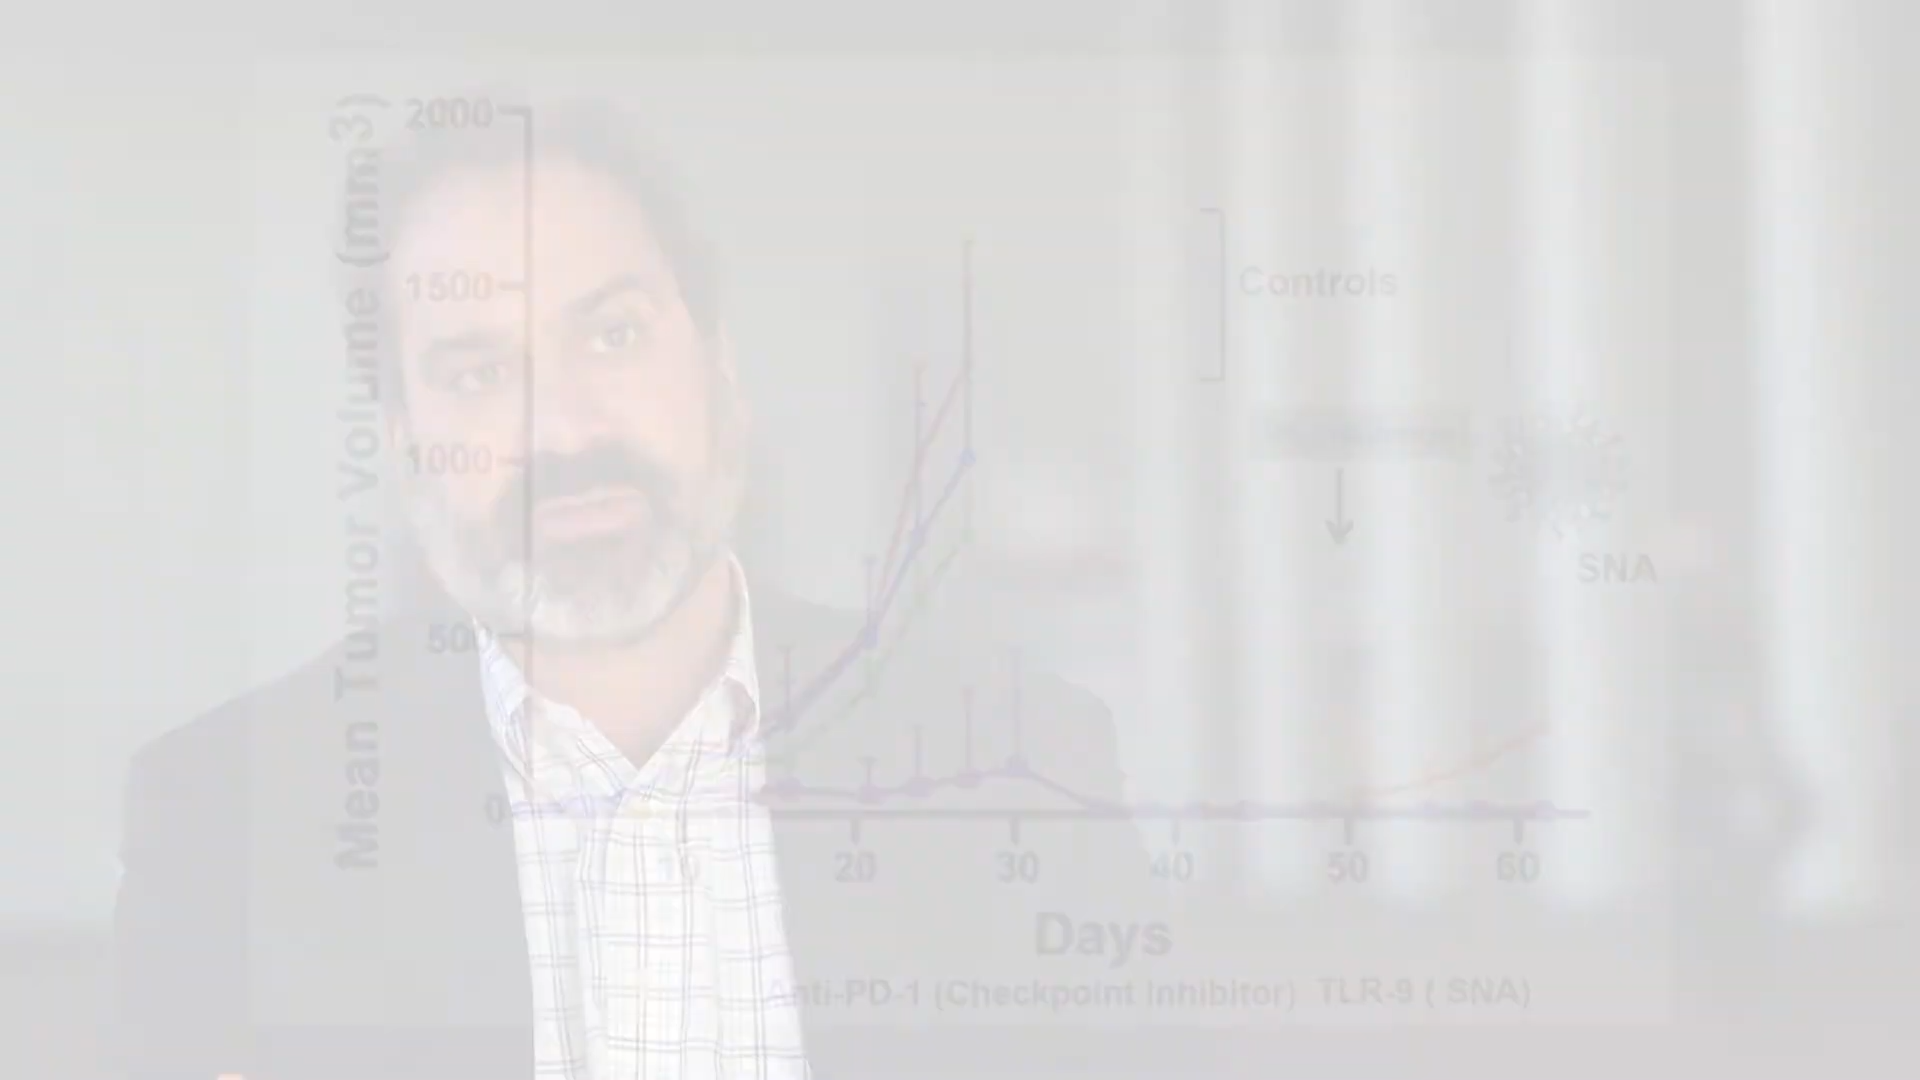 Mean Tumor Volume (mm3)
2000
1500
1000
500
0
Controls
SNA
10
20
30
40
50
60
Days
Anti-PD-1 (Checkpoint Inhibitor) TLR-9 ( SNA)